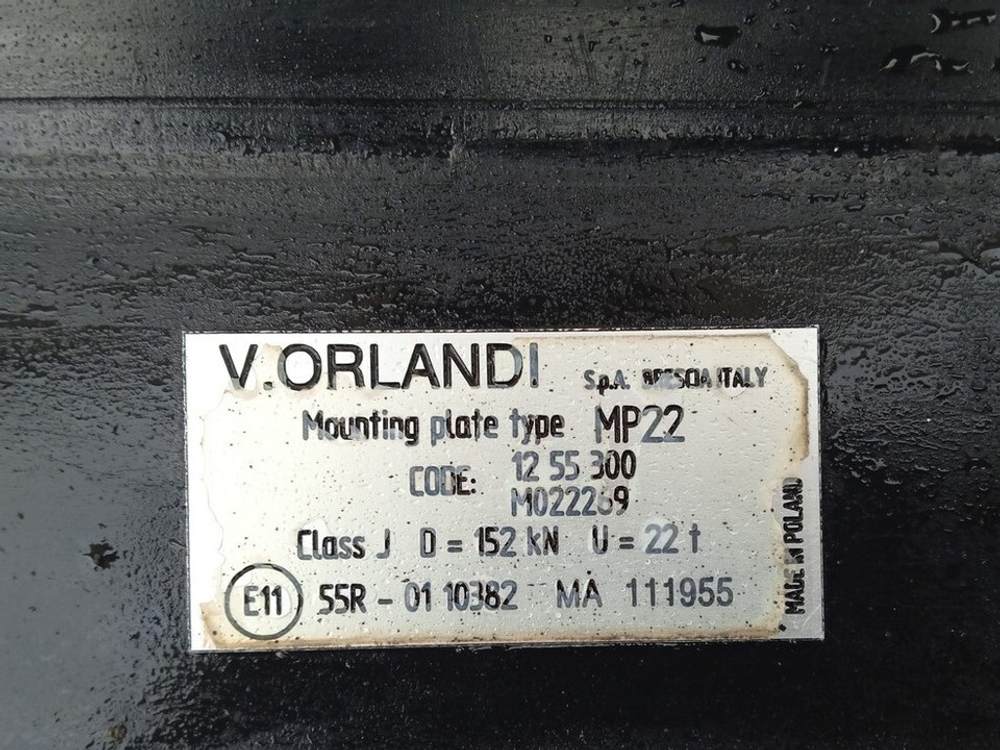 V.ORLANDI S.p.A. BRESCIA ITALY
Mounting plate type MP22
CODE: 12 55 300
M022269
Class J D = 152 kN U = 22 t
E11 55R - 01 10382 MA 111955
MADE IN POLAND